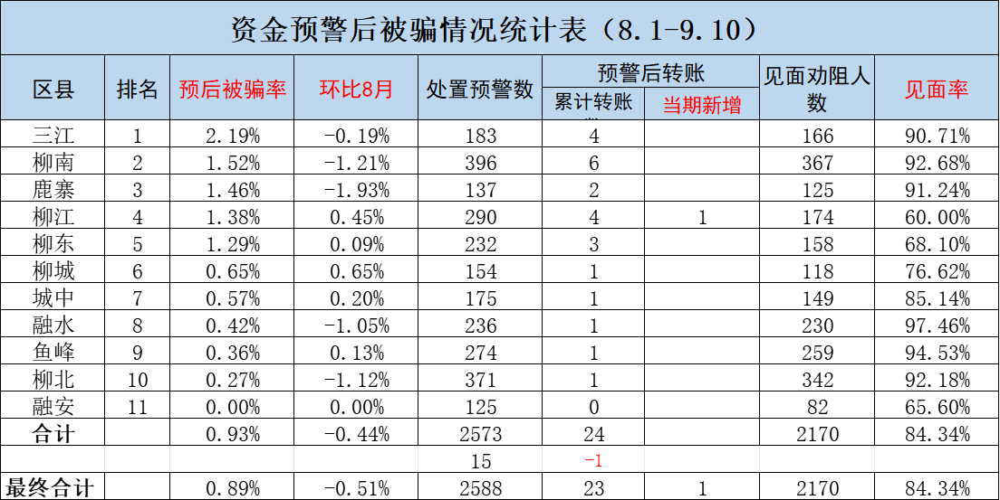 资金预警后被骗情况统计表（8.1-9.10）
区县 排名 预后被骗率 环比8月 处置预警数 预警后转账 见面劝阻人数 见面率
累计转账 当期新增
三江 1 2.19% -0.19% 183 4 166 90.71%
柳南 2 1.52% -1.21% 396 6 367 92.68%
鹿寨 3 1.46% -1.93% 137 2 125 91.24%
柳江 4 1.38% 0.45% 290 4 1 174 60.00%
柳东 5 1.29% 0.09% 232 3 158 68.10%
柳城 6 0.65% 0.65% 154 1 118 76.62%
城中 7 0.57% 0.20% 175 1 149 85.14%
融水 8 0.42% -1.05% 236 1 230 97.46%
鱼峰 9 0.36% 0.13% 274 1 259 94.53%
柳北 10 0.27% -1.12% 371 1 342 92.18%
融安 11 0.00% 0.00% 125 0 82 65.60%
合计 0.93% -0.44% 2573 24 2170 84.34%
15 -1
最终合计 0.89% -0.51% 2588 23 1 2170 84.34%